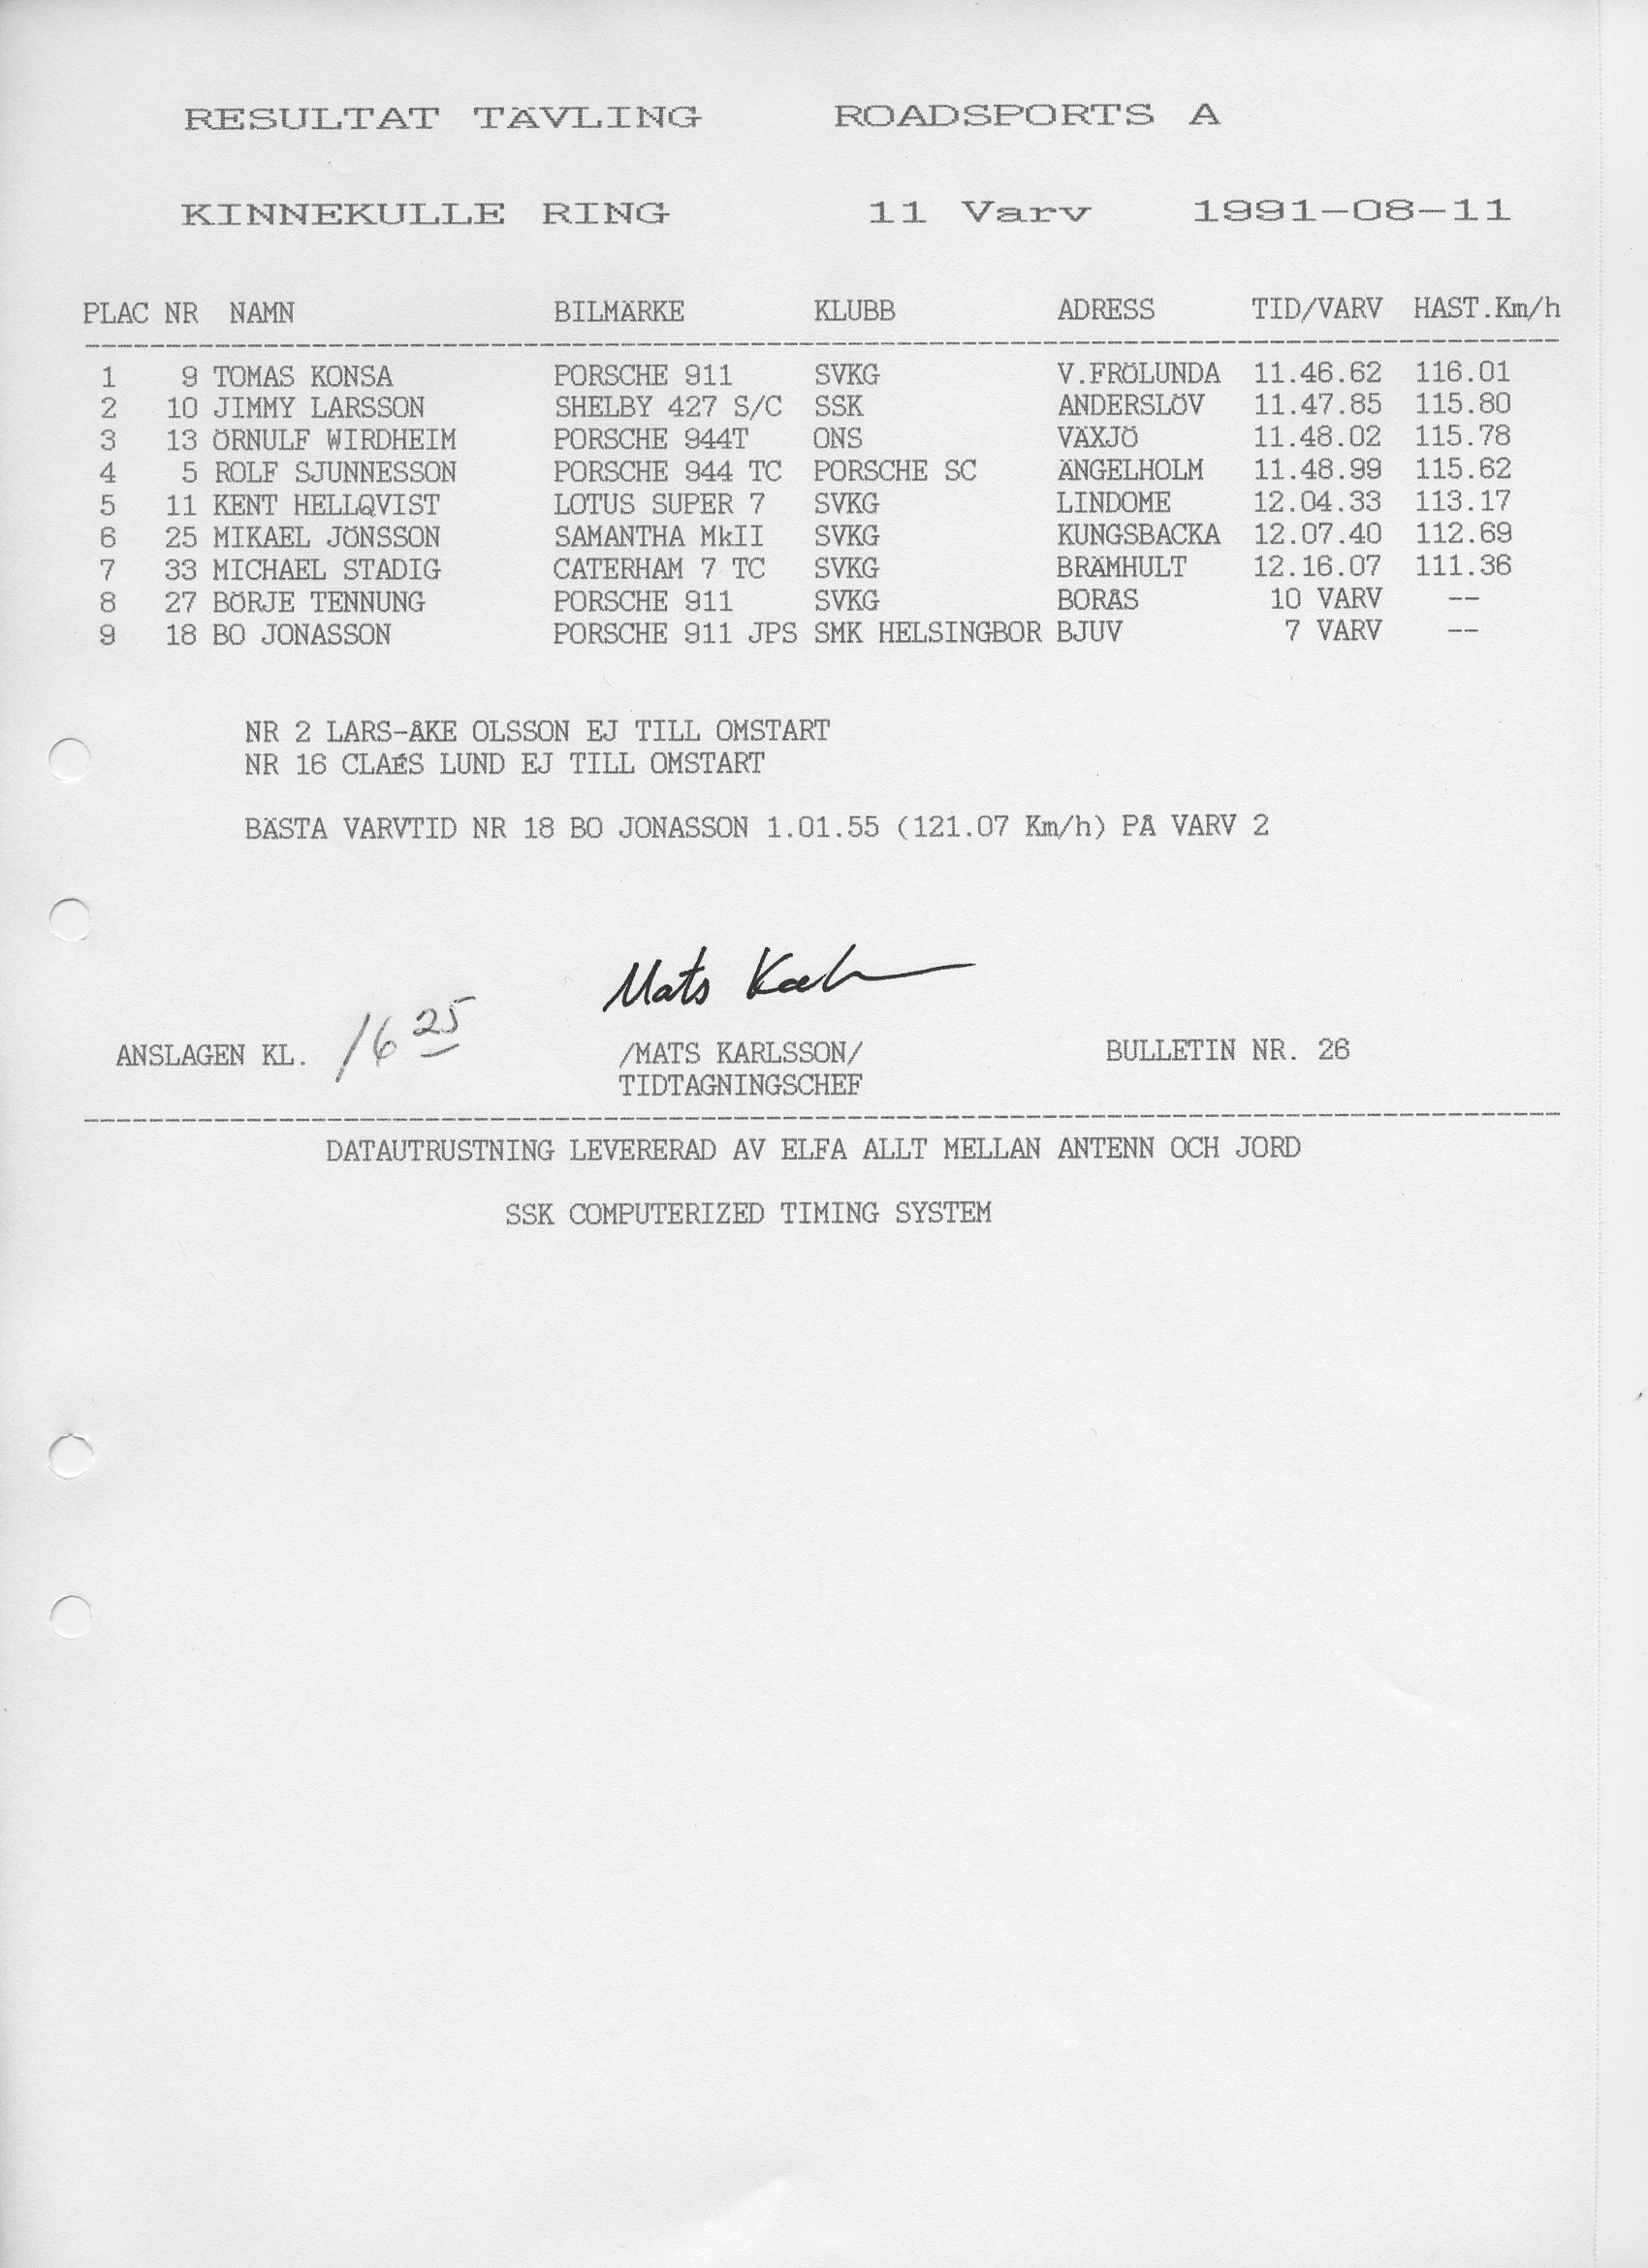 RESULTAT TÄVLING ROADSPORTS A
KINNEKULLE RING 11 Varv 1991-08-11
PLAC NR NAMN BILMÄRKE KLUBB ADRESS TID/VARV HAST.Km/h
1 9 TOMAS KONSA PORSCHE 911 SVKG V.FRÖLUNDA 11.46.62 116.01
2 10 JIMMY LARSSON SHELBY 427 S/C SSK ANDERSLÖV 11.47.85 115.80
3 13 ÖRNULF WIRDHEIM PORSCHE 944T ONS VÄXJÖ 11.48.02 115.78
4 5 ROLF SJUNNESSON PORSCHE 944 TC PORSCHE SC ÄNGELHOLM 11.48.99 115.62
5 11 KENT HELLQVIST LOTUS SUPER 7 SVKG LINDOME 12.04.33 113.17
6 25 MIKAEL JÖNSSON SAMANTHA MkII SVKG KUNGSBACKA 12.07.40 112.69
7 33 MICHAEL STADIG CATERHAM 7 TC SVKG BRÄMHULT 12.16.07 111.36
8 27 BÖRJE TENNUNG PORSCHE 911 SVKG BORÅS 10 VARV --
9 18 BO JONASSON PORSCHE 911 JPS SMK HELSINGBOR BJUV 7 VARV --
NR 2 LARS-ÅKE OLSSON EJ TILL OMSTART
NR 16 CLAÉS LUND EJ TILL OMSTART
BÄSTA VARVTID NR 18 BO JONASSON 1.01.55 (121.07 Km/h) PÅ VARV 2
Mats
ANSLAGEN KL. 16 25 /MATS KARLSSON/ BULLETIN NR. 26
TIDTAGNINGSCHEF
DATAUTRUSTNING LEVERERAD AV ELFA ALLT MELLAN ANTENN OCH JORD
SSK COMPUTERIZED TIMING SYSTEM